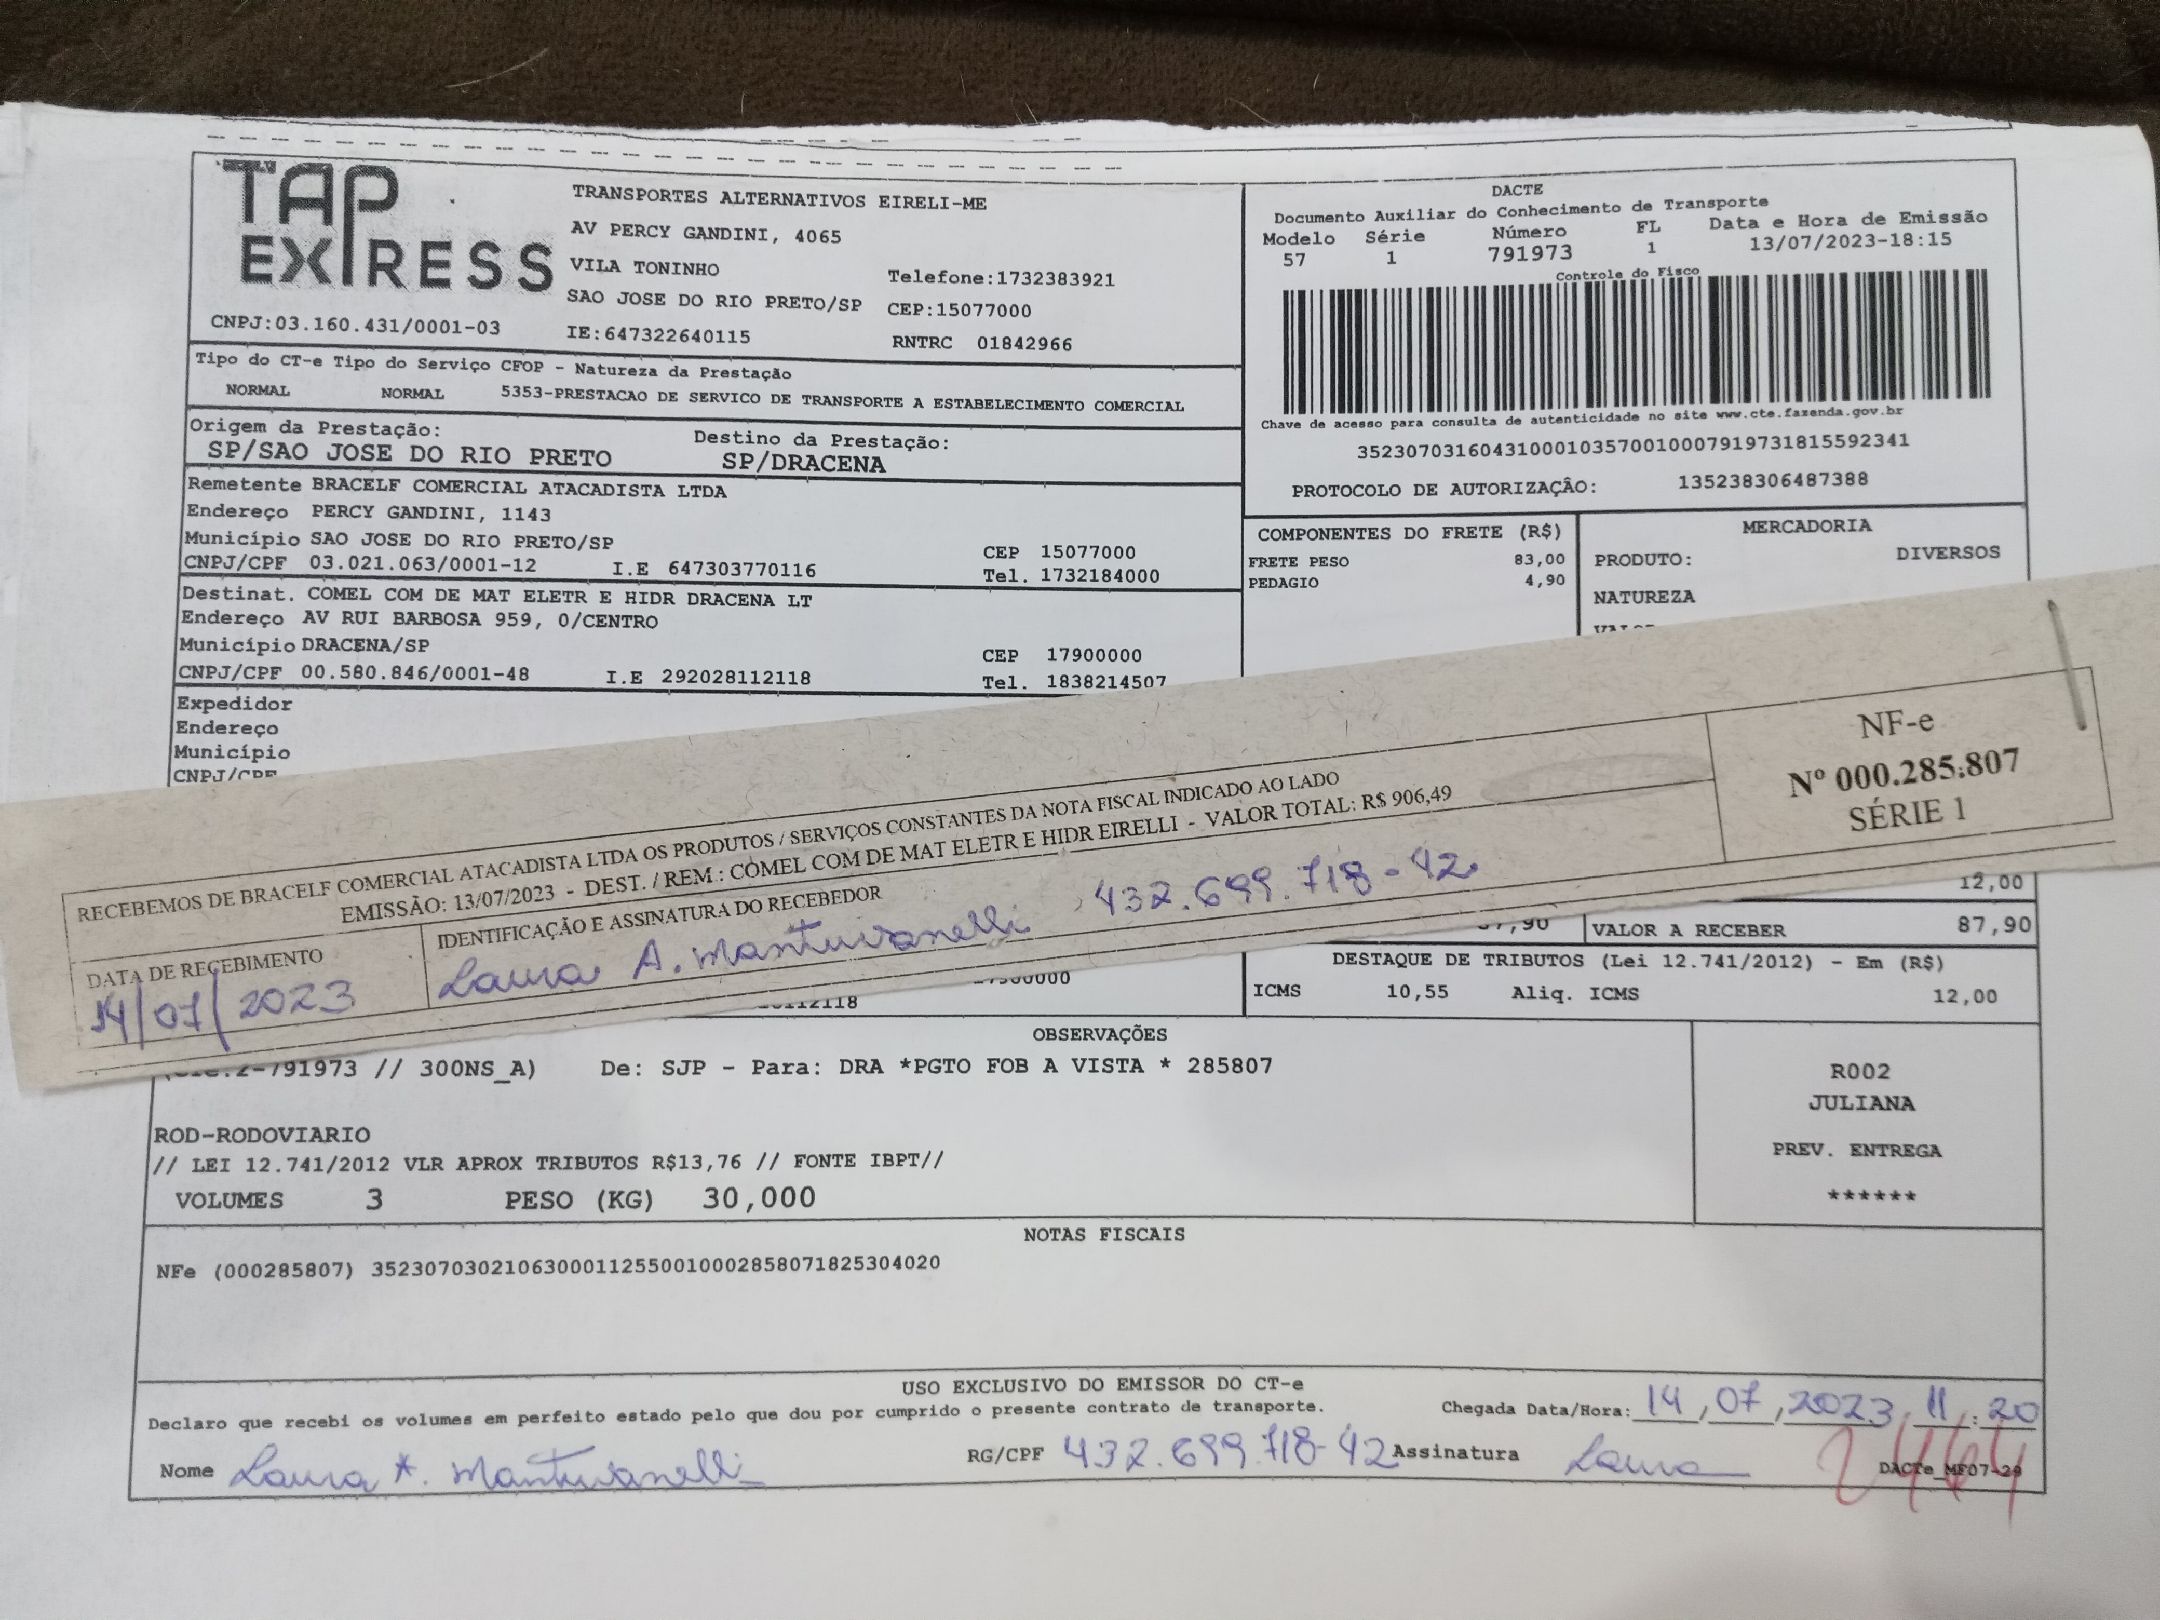 TAP EXPRESS
TRANSPORTES ALTERNATIVOS EIRELI-ME
AV PERCY GANDINI, 4065
VILA TONINHO Telefone:1732383921
SAO JOSE DO RIO PRETO/SP CEP:15077000
CNPJ:03.160.431/0001-03 IE:647322640115 RNTRC 01842966
DACTE
Documento Auxiliar do Conhecimento de Transporte
Modelo Série Número FL Data e Hora de Emissão
57 1 791973 1 13/07/2023-18:15
Controle do Fisco
Chave de acesso para consulta de autenticidade no site www.cte.fazenda.gov.br
35230703160431000103570010007919731815592341
PROTOCOLO DE AUTORIZAÇÃO: 135238306487388
Tipo do CT-e Tipo do Serviço CFOP - Natureza da Prestação
NORMAL NORMAL 5353-PRESTACAO DE SERVICO DE TRANSPORTE A ESTABELECIMENTO COMERCIAL
Origem da Prestação: Destino da Prestação:
SP/SAO JOSE DO RIO PRETO SP/DRACENA
Remetente BRACELF COMERCIAL ATACADISTA LTDA
Endereço PERCY GANDINI, 1143
Município SAO JOSE DO RIO PRETO/SP CEP 15077000
CNPJ/CPF 03.021.063/0001-12 I.E 647303770116 Tel. 1732184000
Destinat. COMEL COM DE MAT ELETR E HIDR DRACENA LT
Endereço AV RUI BARBOSA 959, 0/CENTRO
Município DRACENA/SP CEP 17900000
CNPJ/CPF 00.580.846/0001-48 I.E 292028112118 Tel. 1838214507
Expedidor
Endereço
Município
CNPJ/CPF
COMPONENTES DO FRETE (R$)
FRETE PESO 83,00
PEDAGIO 4,90
MERCADORIA
PRODUTO: DIVERSOS
NATUREZA
RECEBEMOS DE BRACELF COMERCIAL ATACADISTA LTDA OS PRODUTOS / SERVIÇOS CONSTANTES DA NOTA FISCAL INDICADO AO LADO
EMISSÃO: 13/07/2023 - DEST. / REM.: COMEL COM DE MAT ELETR E HIDR EIRELLI - VALOR TOTAL: R$ 906,49
DATA DE RECEBIMENTO
14/07/2023
IDENTIFICAÇÃO E ASSINATURA DO RECEBEDOR
Laura A. Mantuvanelli, 432.699.718-42
NF-e
Nº 000.285.807
SÉRIE 1
12,00
VALOR A RECEBER 87,90
DESTAQUE DE TRIBUTOS (Lei 12.741/2012) - Em (R$)
ICMS 10,55 Aliq. ICMS 12,00
OBSERVAÇÕES
791973 // 300NS_A) De: SJP - Para: DRA *PGTO FOB A VISTA * 285807
ROD-RODOVIARIO
// LEI 12.741/2012 VLR APROX TRIBUTOS R$13,76 // FONTE IBPT//
VOLUMES 3 PESO (KG) 30,000
R002
JULIANA
PREV. ENTREGA
******
NOTAS FISCAIS
NFe (000285807) 35230703021063000112550010002858071825304020
USO EXCLUSIVO DO EMISSOR DO CT-e
Declaro que recebi os volumes em perfeito estado pelo que dou por cumprido o presente contrato de transporte. Chegada Data/Hora: 14, 07, 2023, 11:20
Nome Laura A. Mantuvanelli RG/CPF 432.699.718-42 Assinatura Laura
DACTe_MF07-29